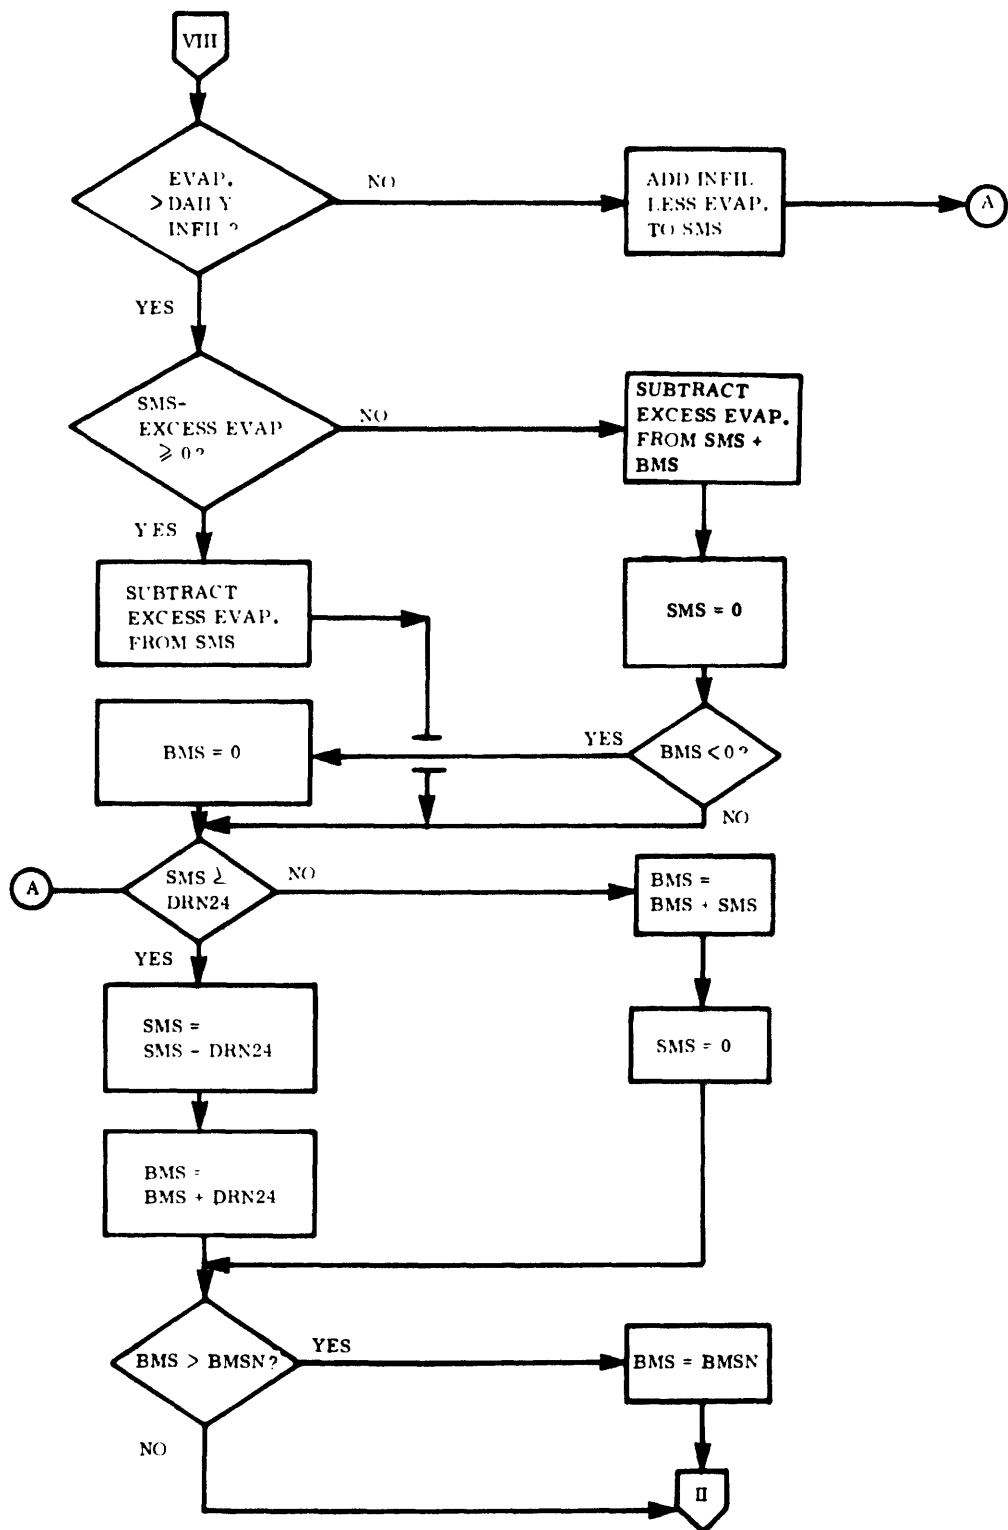 VIII
EVAP.
> DAILY
INFIL?
NO
ADD INFIL
LESS EVAP.
TO SMS
A
YES
SMS-
EXCESS EVAP
⩾ 0?
NO
SUBTRACT
EXCESS EVAP.
FROM SMS +
BMS
YES
SUBTRACT
EXCESS EVAP.
FROM SMS
SMS = 0
BMS = 0
YES
BMS < 0?
NO
A
SMS ≥
DRN24
NO
BMS =
BMS + SMS
YES
SMS =
SMS - DRN24
SMS = 0
BMS =
BMS + DRN24
BMS > BMSN?
YES
BMS = BMSN
NO
II